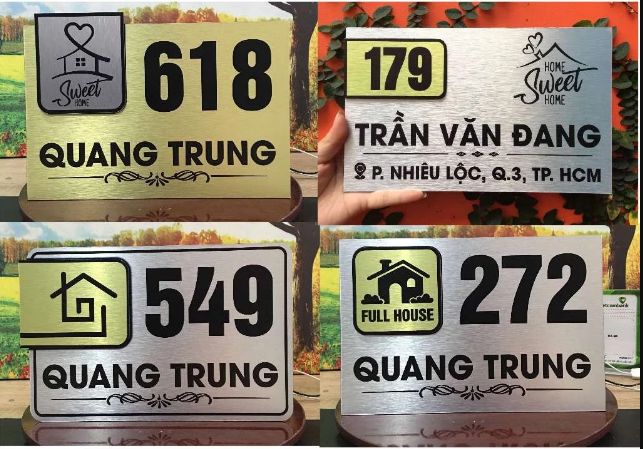 Sweet
HOME
618
QUANG TRUNG
179
HOME
Sweet
HOME
TRẦN VĂN ĐANG
P. NHIÊU LỘC, Q.3, TP. HCM
549
QUANG TRUNG
FULL HOUSE
272
QUANG TRUNG